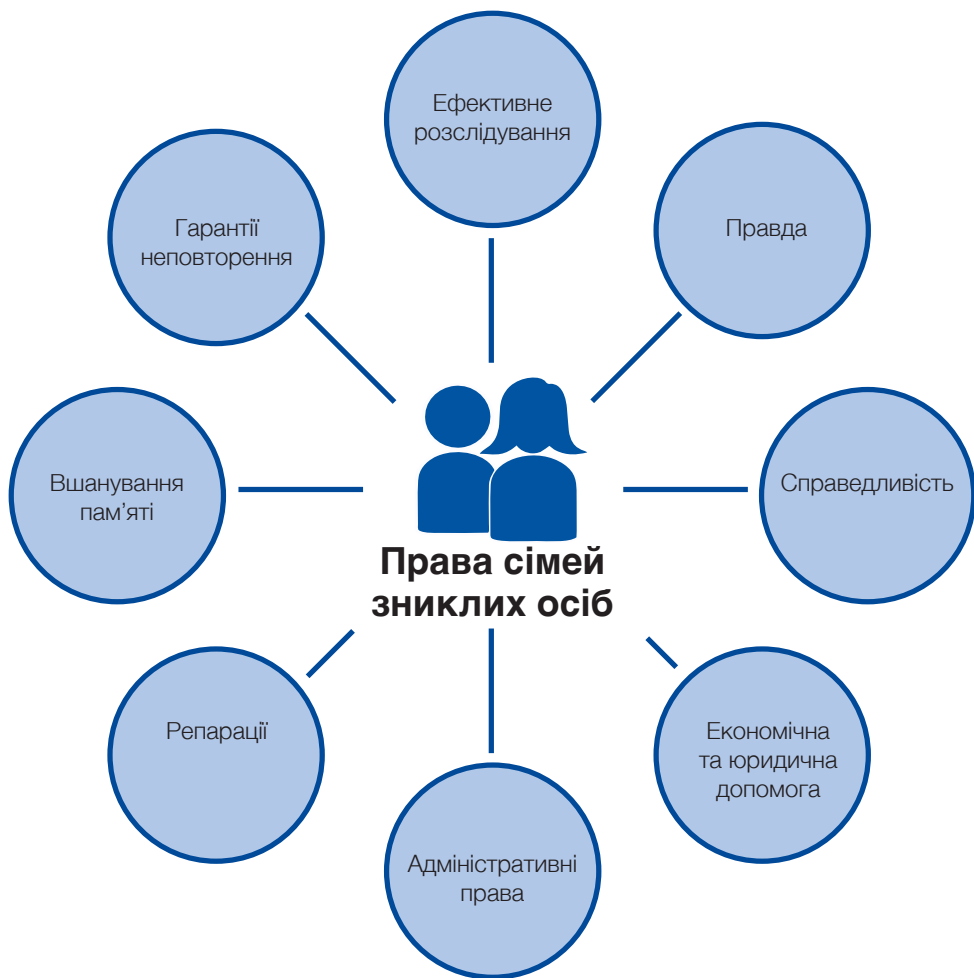 Ефективне
розслідування
Правда
Справедливість
Економічна
та юридична
допомога
Адміністративні
права
Репарації
Вшанування
пам’яті
Гарантії
неповторення
Права сімей
зниклих осіб